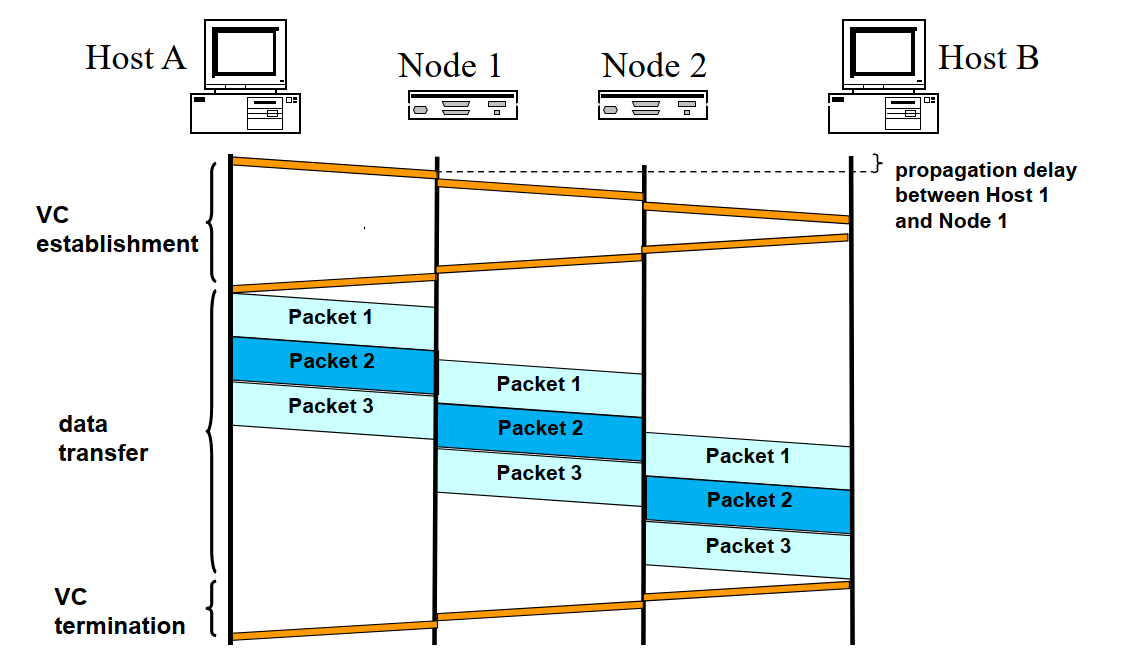 Host A
Node 1
Node 2
Host B
propagation delay
between Host 1
and Node 1
VC
establishment
Packet 1
Packet 2
Packet 3
Packet 1
Packet 2
Packet 3
Packet 1
Packet 2
Packet 3
data
transfer
VC
termination